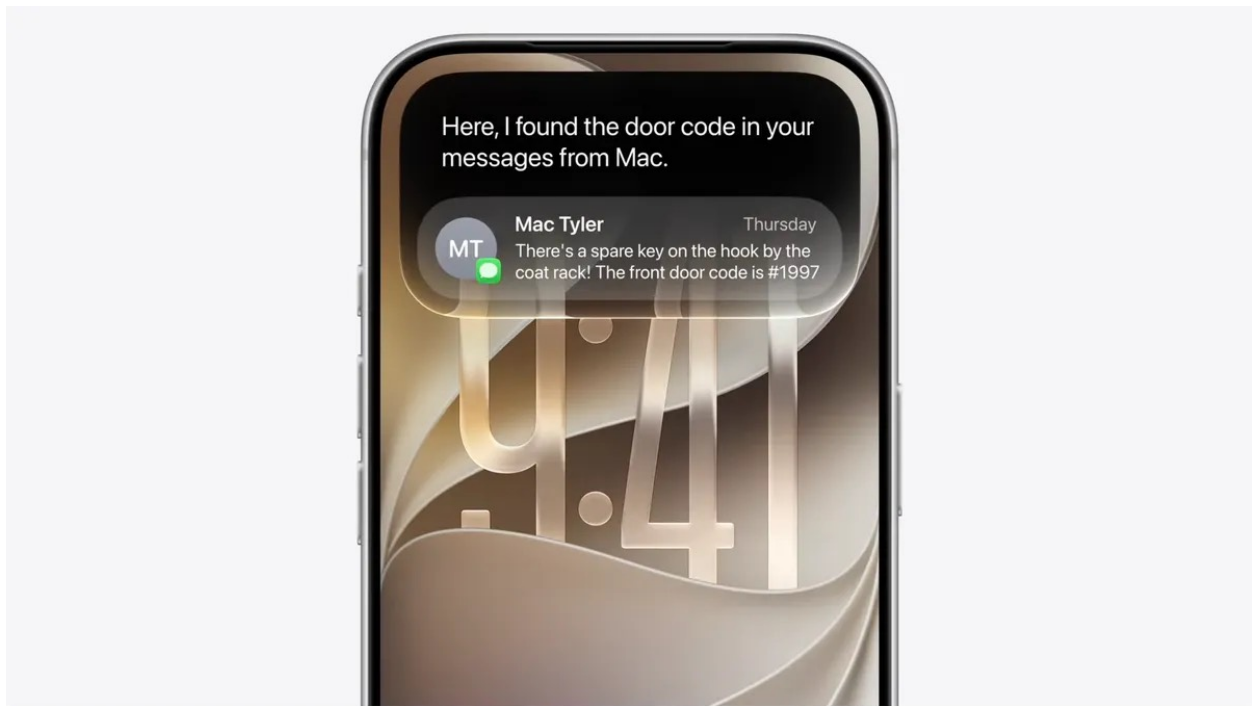 Here, I found the door code in your
messages from Mac.
Mac Tyler Thursday
MT
There's a spare key on the hook by the
coat rack! The front door code is #1997
9:41